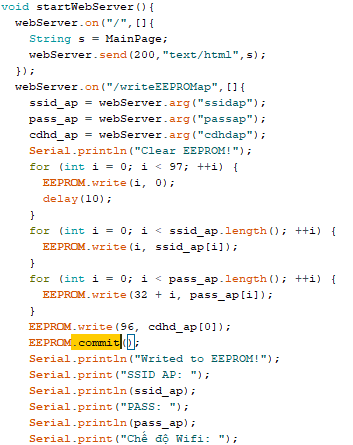 void startWebServer(){
  webServer.on("/",[]{
    String s = MainPage;
    webServer.send(200,"text/html",s);
  });
  webServer.on("/writeEEPROMap",[]{
    ssid_ap = webServer.arg("ssidap");
    pass_ap = webServer.arg("passap");
    cdhd_ap = webServer.arg("cdhdap");
    Serial.println("Clear EEPROM!");
    for (int i = 0; i < 97; ++i) {
      EEPROM.write(i, 0);
      delay(10);
    }
    for (int i = 0; i < ssid_ap.length(); ++i) {
      EEPROM.write(i, ssid_ap[i]);
    }
    for (int i = 0; i < pass_ap.length(); ++i) {
      EEPROM.write(32 + i, pass_ap[i]);
    }
    EEPROM.write(96, cdhd_ap[0]);
    EEPROM.commit();
    Serial.println("Writed to EEPROM!");
    Serial.print("SSID AP: ");
    Serial.println(ssid_ap);
    Serial.print("PASS: ");
    Serial.println(pass_ap);
    Serial.print("Chế độ Wifi: ");